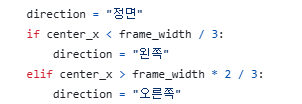 direction = "정면"
if center_x < frame_width / 3:
    direction = "왼쪽"
elif center_x > frame_width * 2 / 3:
    direction = "오른쪽"